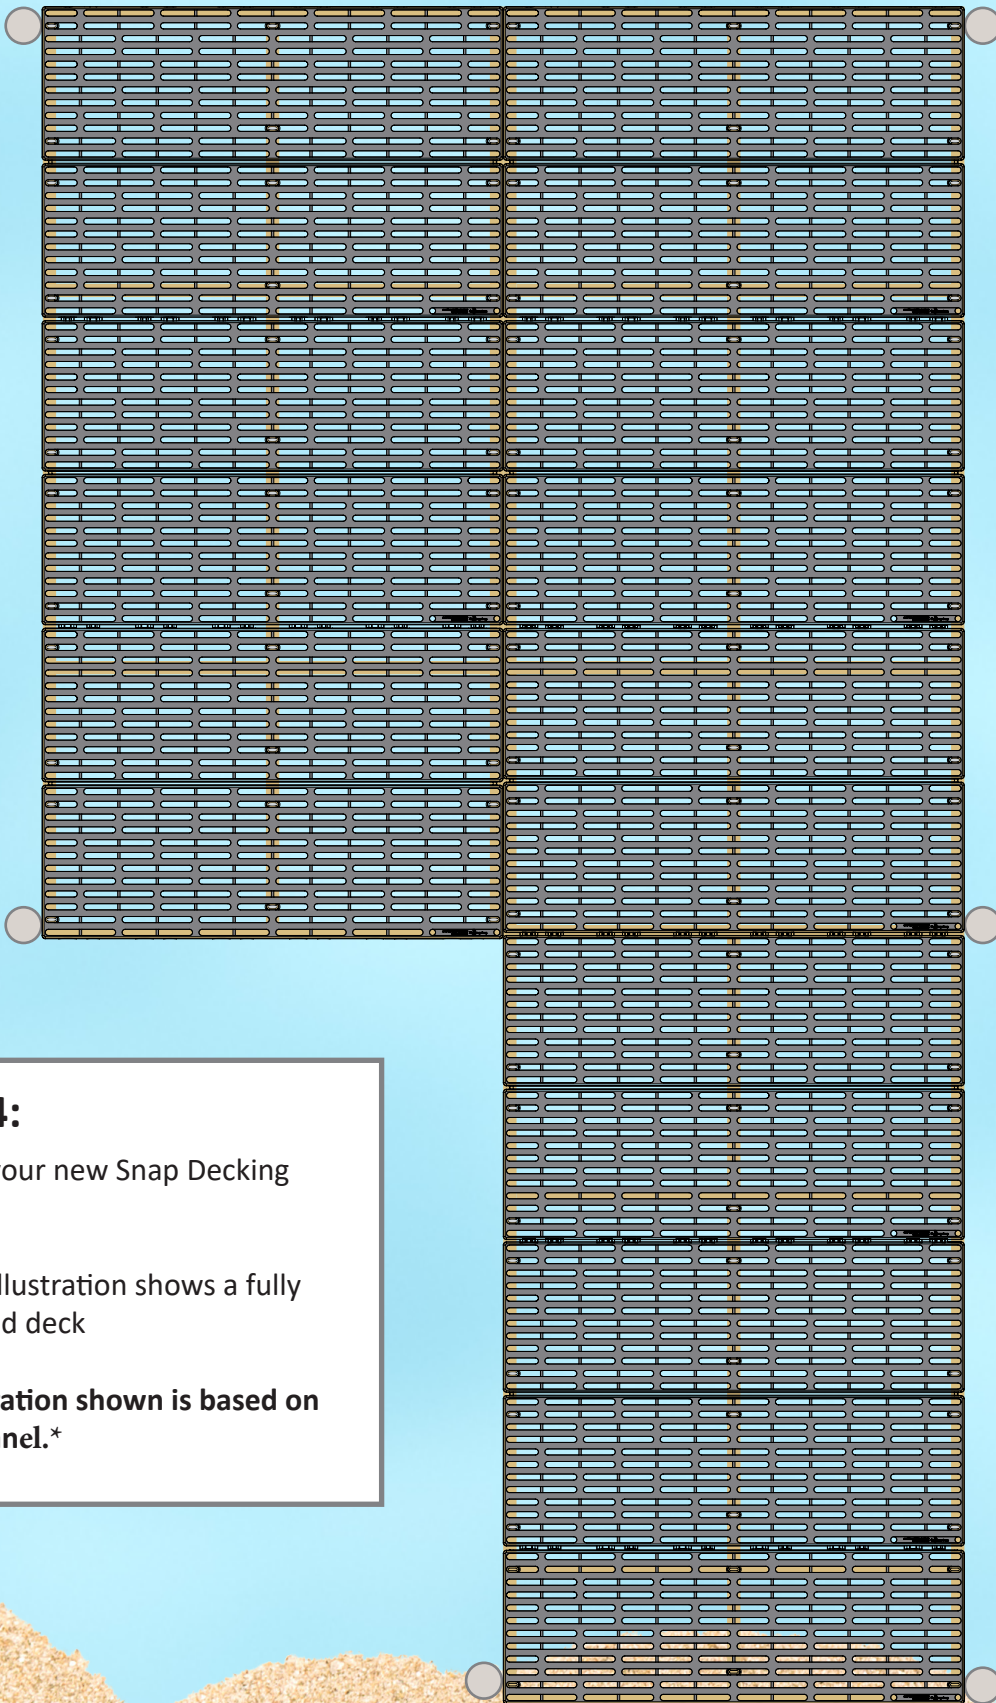 4:
our new Snap Decking
llustration shows a fully
d deck
ation shown is based on
nel.*